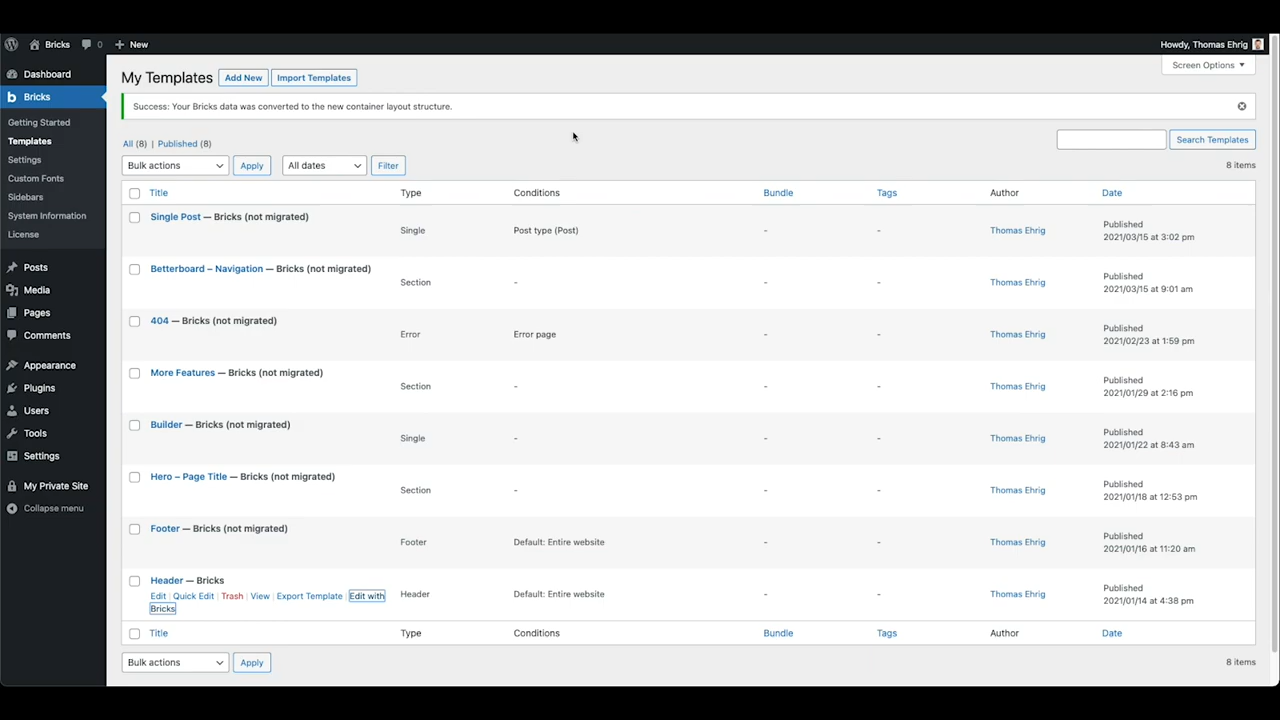 Bricks 0 New Howdy, Thomas Ehrig
Screen Options
Dashboard
Bricks
Getting Started
Templates
Settings
Custom Fonts
Sidebars
System Information
License
Posts
Media
Pages
Comments
Appearance
Plugins
Users
Tools
Settings
My Private Site
Collapse menu
My Templates Add New Import Templates
Success: Your Bricks data was converted to the new container layout structure.
All (8) | Published (8)
Search Templates
Bulk actions Apply All dates Filter
8 items
Title Type Conditions Bundle Tags Author Date
Single Post — Bricks (not migrated)
Single Post type (Post) - - Thomas Ehrig
Published
2021/03/15 at 3:02 pm
Betterboard – Navigation — Bricks (not migrated)
Section - - - Thomas Ehrig
Published
2021/03/15 at 9:01 am
404 — Bricks (not migrated)
Error Error page - - Thomas Ehrig
Published
2021/02/23 at 1:59 pm
More Features — Bricks (not migrated)
Section - - - Thomas Ehrig
Published
2021/01/29 at 2:16 pm
Builder — Bricks (not migrated)
Single - - - Thomas Ehrig
Published
2021/01/22 at 8:43 am
Hero – Page Title — Bricks (not migrated)
Section - - - Thomas Ehrig
Published
2021/01/18 at 12:53 pm
Footer — Bricks (not migrated)
Footer Default: Entire website - - Thomas Ehrig
Published
2021/01/16 at 11:20 am
Header — Bricks
Edit | Quick Edit | Trash | View | Export Template | Edit with
Bricks
Header Default: Entire website - - Thomas Ehrig
Published
2021/01/14 at 4:38 pm
Title Type Conditions Bundle Tags Author Date
Bulk actions Apply
8 items